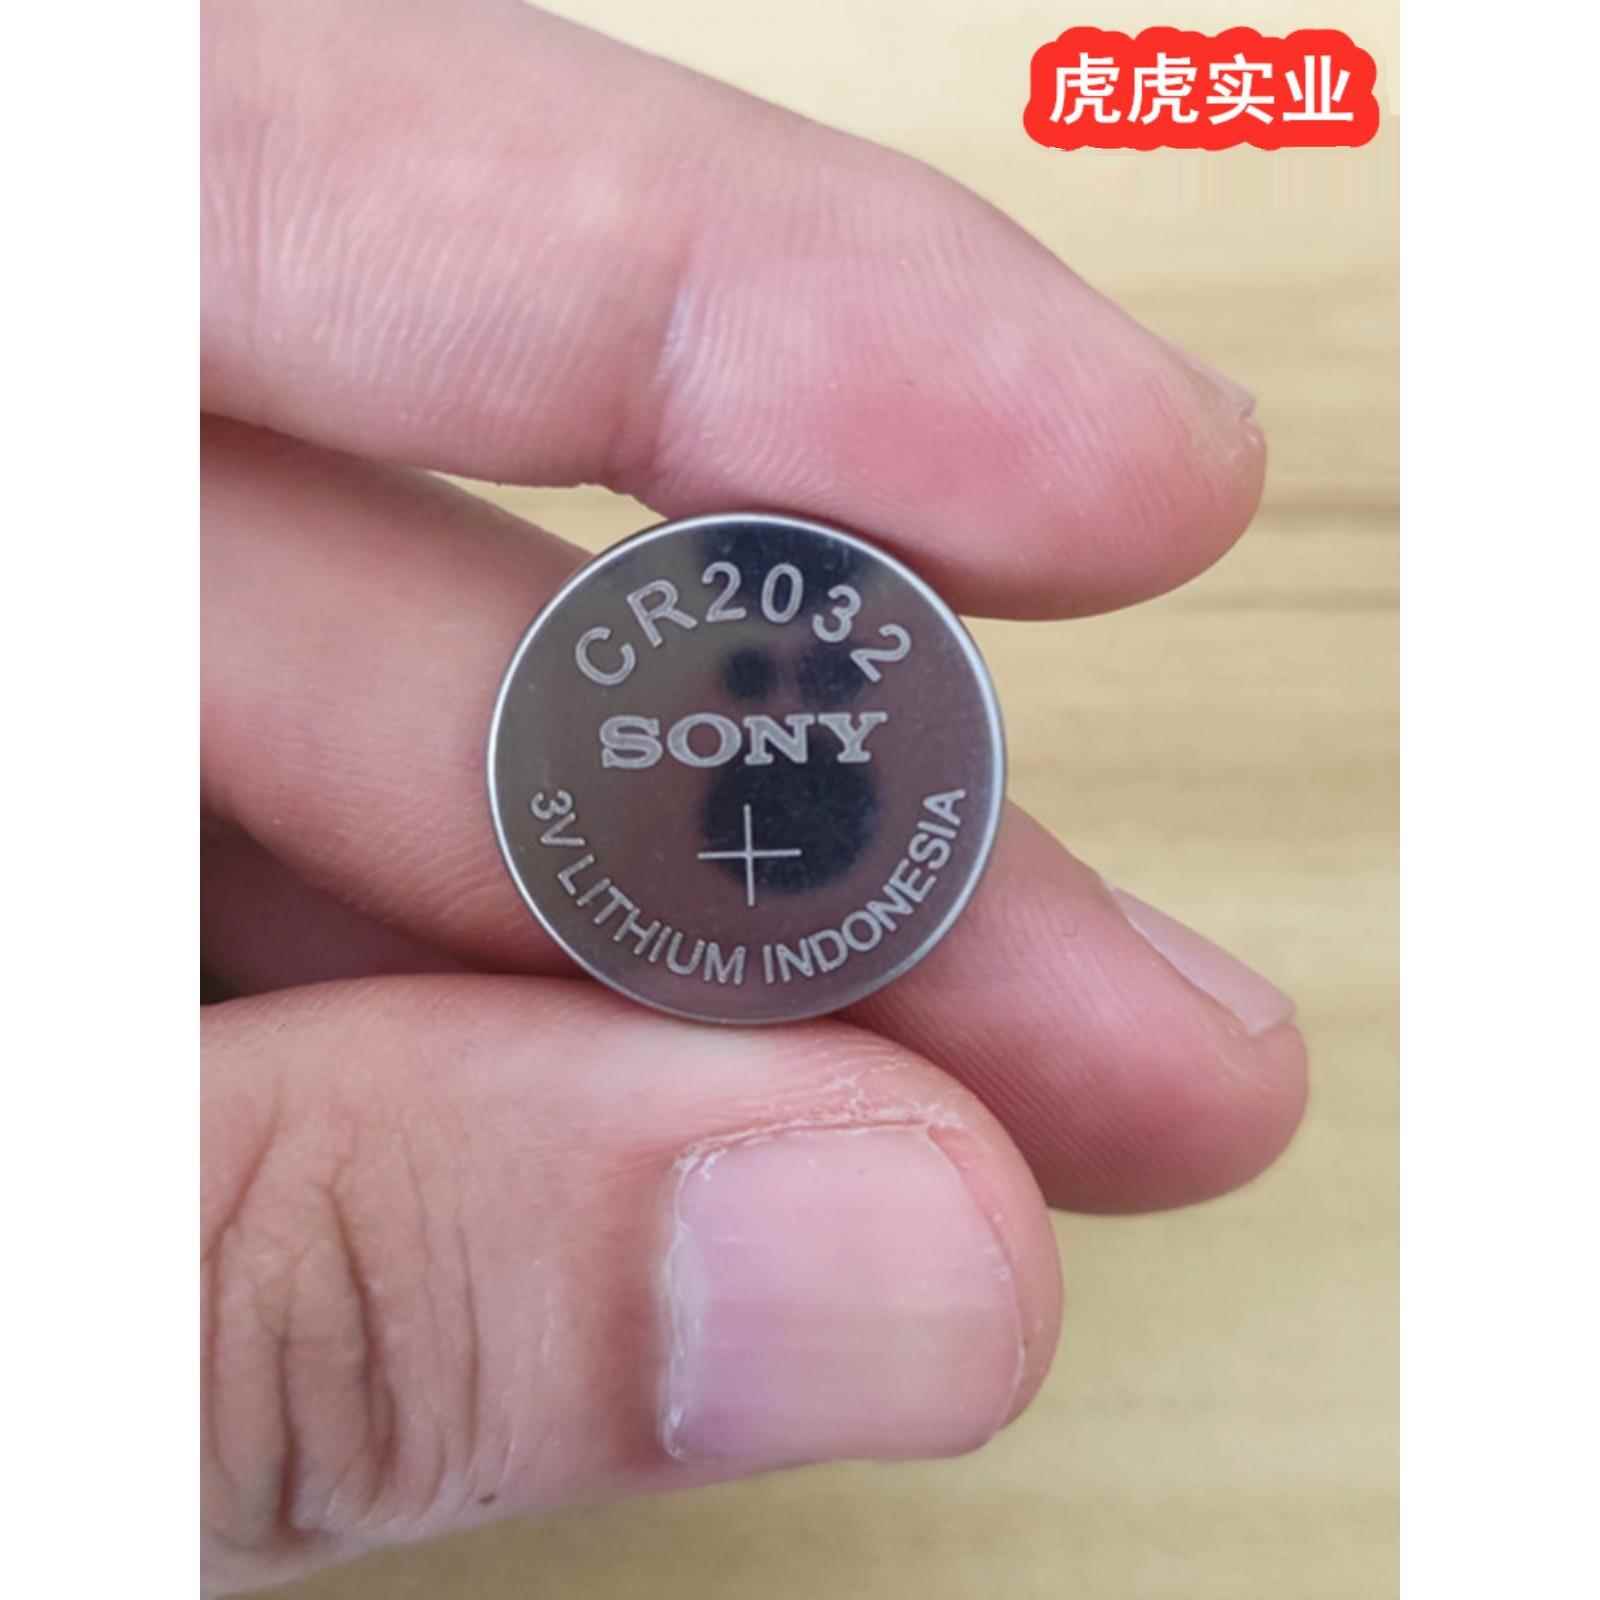 虎虎实业
CR2032
SONY
+
3V LITHIUM INDONESIA